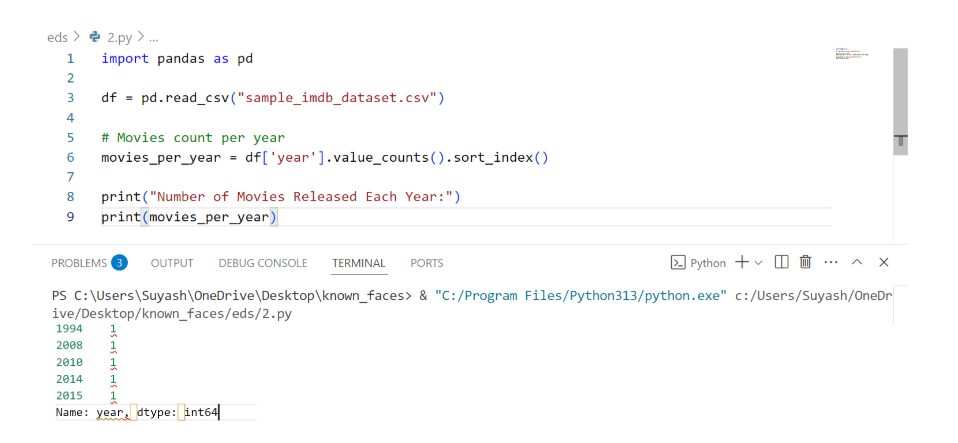 eds > 2.py > ...
1 import pandas as pd
2
3 df = pd.read_csv("sample_imdb_dataset.csv")
4
5 # Movies count per year
6 movies_per_year = df['year'].value_counts().sort_index()
7
8 print("Number of Movies Released Each Year:")
9 print(movies_per_year)
PROBLEMS 3 OUTPUT DEBUG CONSOLE TERMINAL PORTS Python
PS C:\Users\Suyash\OneDrive\Desktop\known_faces> & "C:/Program Files/Python313/python.exe" c:/Users/Suyash/OneDr
ive/Desktop/known_faces/eds/2.py
1994 1
2008 1
2010 1
2014 1
2015 1
Name: year, dtype: int64